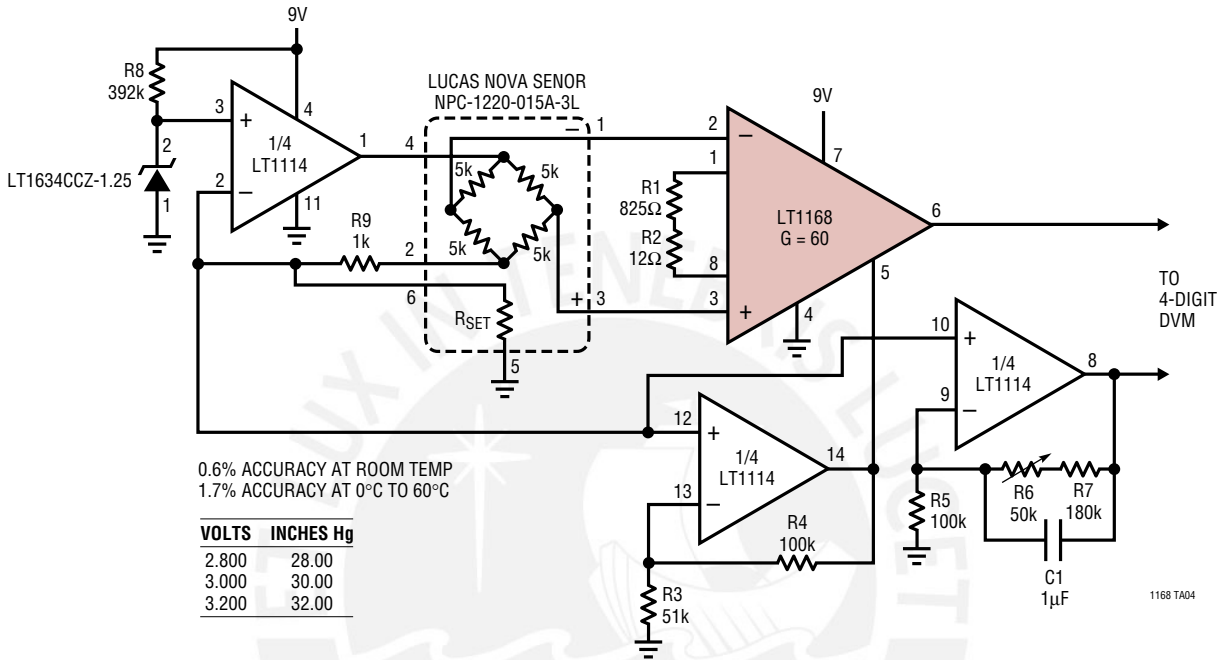 9V
R8
392k
3
+
4
1/4
LT1114
1
2
LT1634CCZ-1.25
1
2
–
11
LUCAS NOVA SENOR
NPC-1220-015A-3L
4
5k
5k
5k
5k
–
1
R9
1k
2
6
RSET
5
+
3
9V
2
–
7
1
R1
825Ω
R2
12Ω
8
LT1168
G = 60
6
5
3
+
4
TO
4-DIGIT
DVM
10
+
1/4
LT1114
8
9
–
12
+
1/4
LT1114
14
13
–
R4
100k
R3
51k
R5
100k
R6
50k
R7
180k
C1
1µF
0.6% ACCURACY AT ROOM TEMP
1.7% ACCURACY AT 0°C TO 60°C
VOLTS INCHES Hg
2.800 28.00
3.000 30.00
3.200 32.00
1168 TA04
ET LUX IN TENEBRIS LUCET